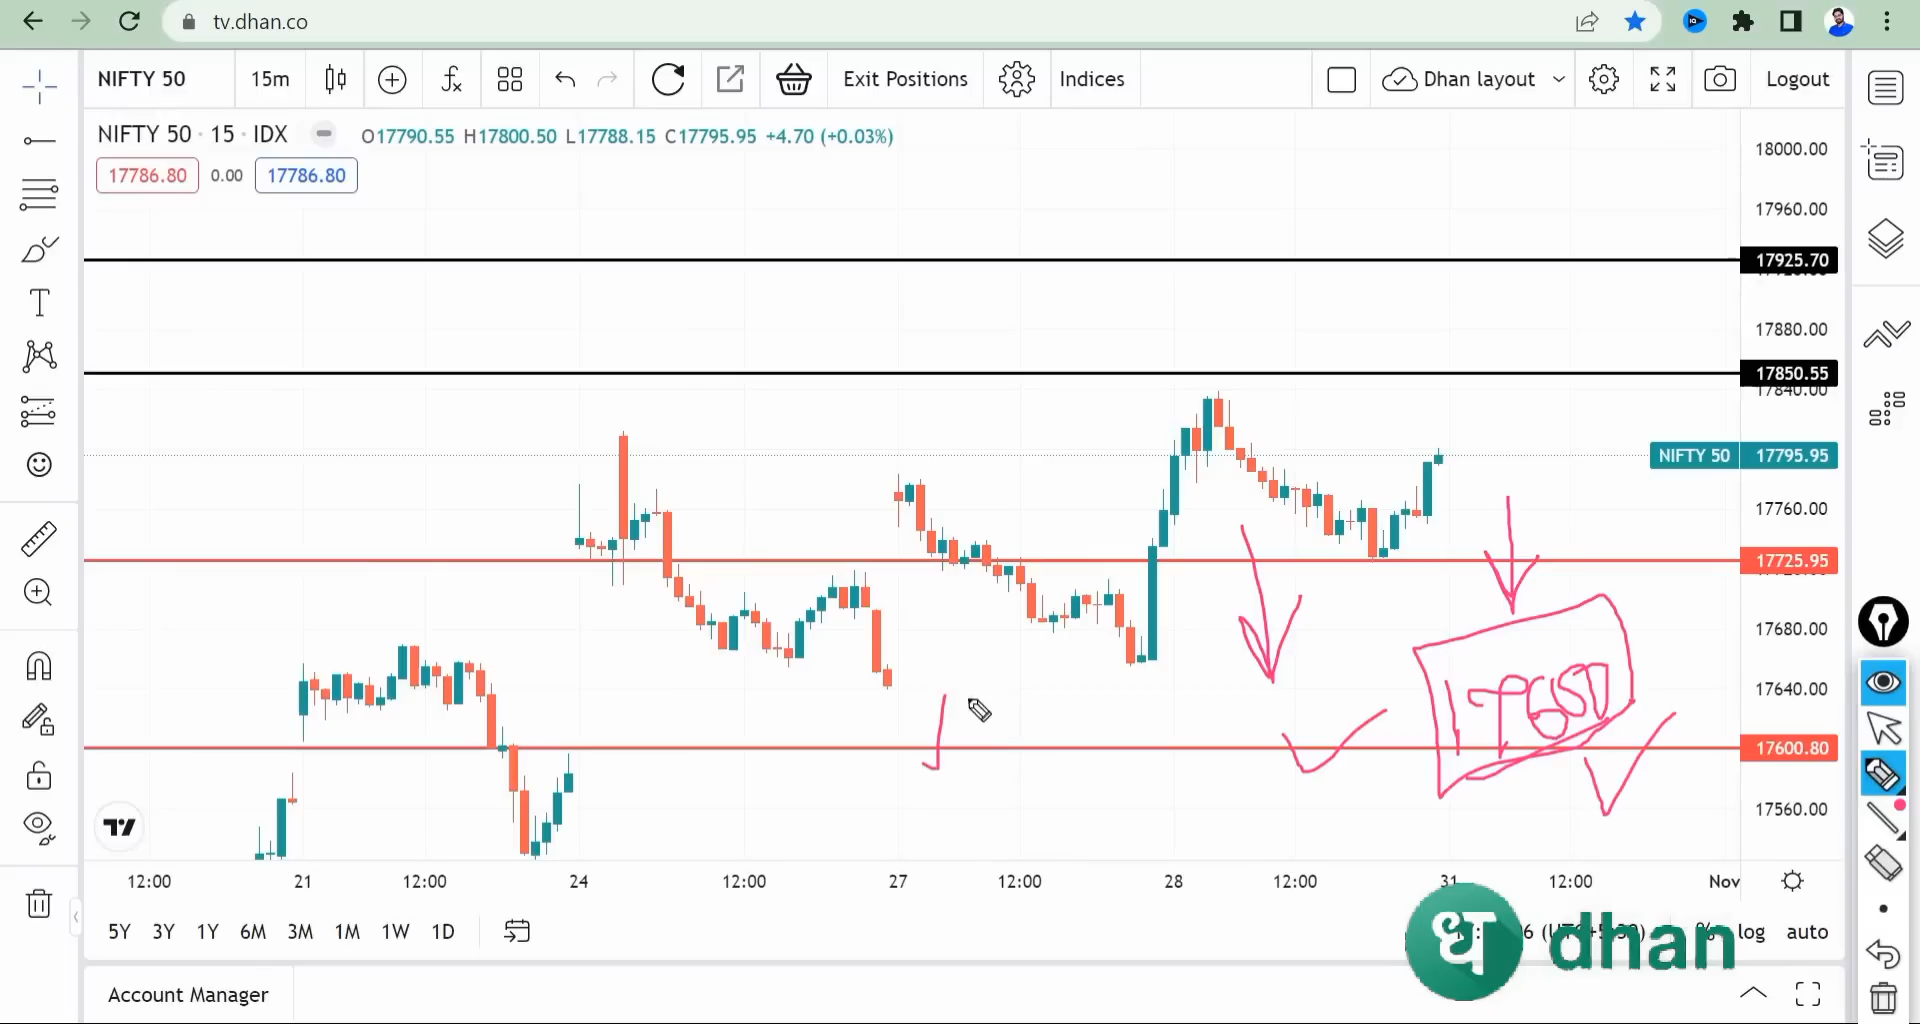 tv.dhan.co
NIFTY 50 15m Exit Positions Indices Dhan layout Logout
NIFTY 50 · 15 · IDX O17790.55 H17800.50 L17788.15 C17795.95 +4.70 (+0.03%)
17786.80 0.00 17786.80
18000.00
17960.00
17925.70
17880.00
17850.55
17840.00
NIFTY 50 17795.95
17760.00
17725.95
17680.00
17640.00
17600.80
17560.00
12:00 21 12:00 24 12:00 27 12:00 28 12:00 31 12:00 Nov
5Y 3Y 1Y 6M 3M 1M 1W 1D % log auto
ध dhan
Account Manager